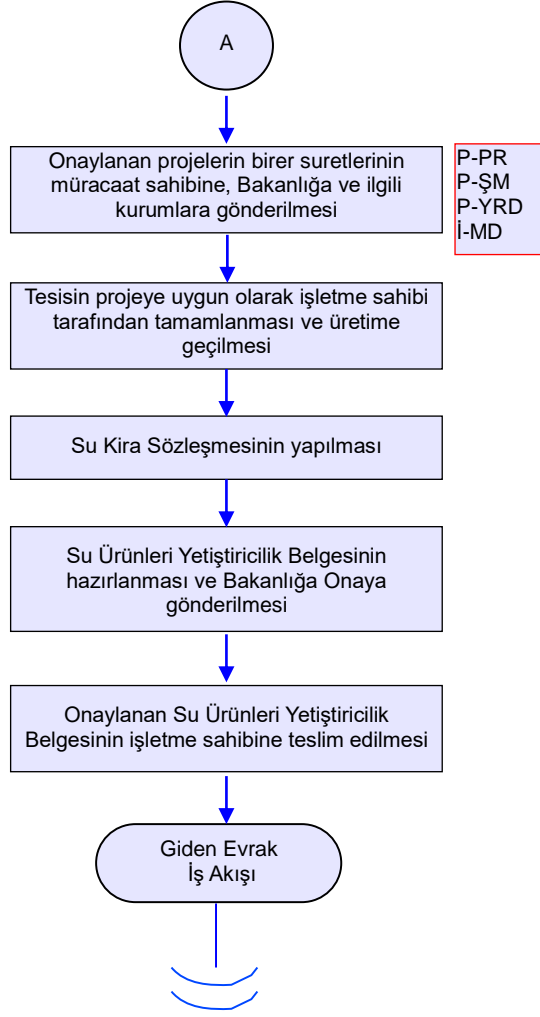 A
Onaylanan projelerin birer suretlerinin
müracaat sahibine, Bakanlığa ve ilgili
kurumlara gönderilmesi
P-PR
P-ŞM
P-YRD
İ-MD
Tesisin projeye uygun olarak işletme sahibi
tarafından tamamlanması ve üretime
geçilmesi
Su Kira Sözleşmesinin yapılması
Su Ürünleri Yetiştiricilik Belgesinin
hazırlanması ve Bakanlığa Onaya
gönderilmesi
Onaylanan Su Ürünleri Yetiştiricilik
Belgesinin işletme sahibine teslim edilmesi
Giden Evrak
İş Akışı